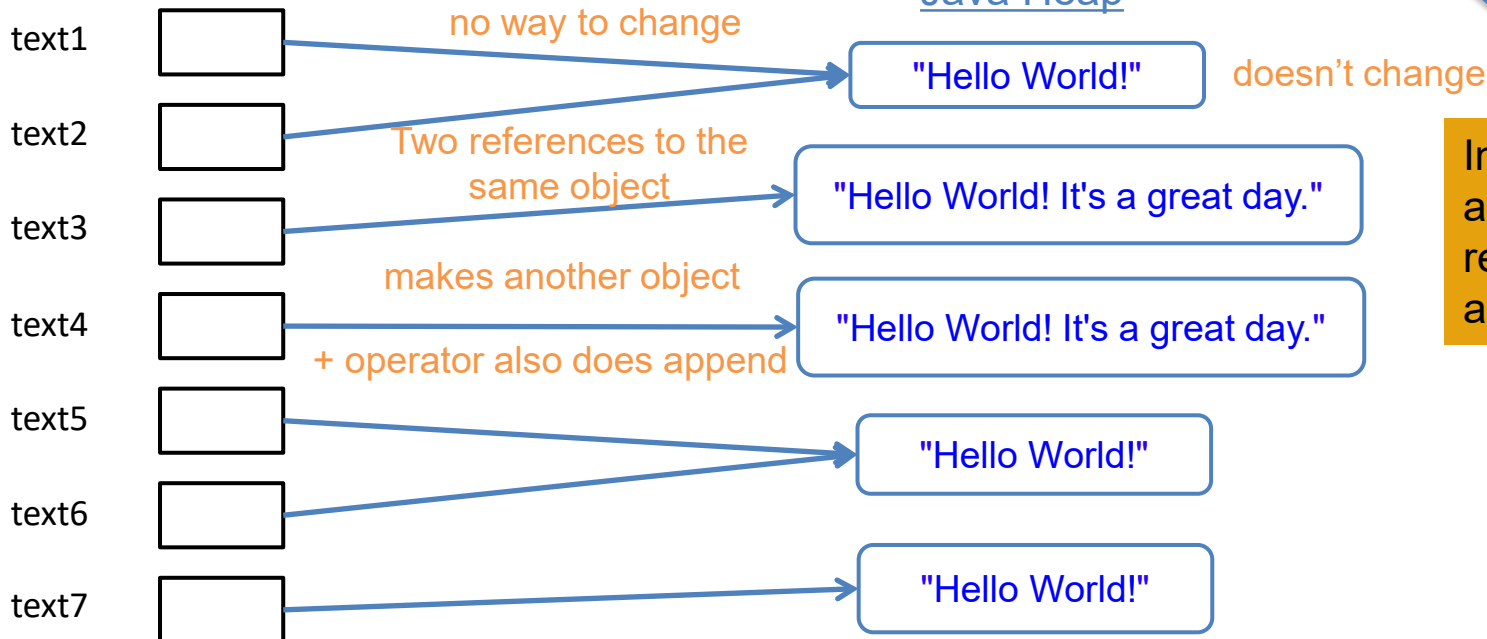 Java Heap
text1
no way to change
"Hello World!"
doesn't change
text2
Two references to the
same object
text3
"Hello World! It's a great day."
makes another object
text4
"Hello World! It's a great day."
+ operator also does append
text5
"Hello World!"
text6
text7
"Hello World!"